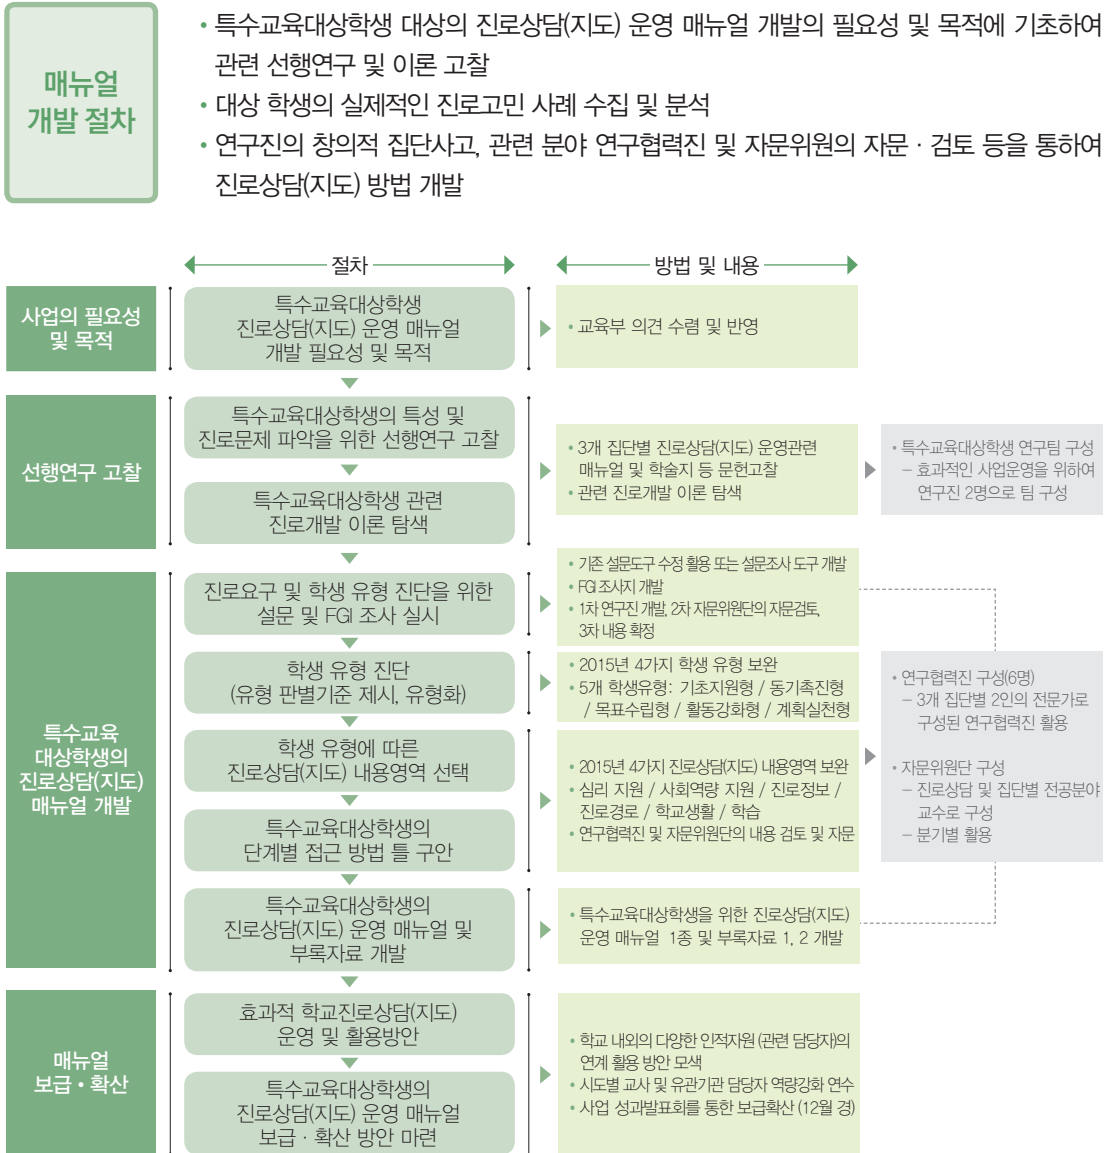 매뉴얼
개발 절차
• 특수교육대상학생 대상의 진로상담(지도) 운영 매뉴얼 개발의 필요성 및 목적에 기초하여
관련 선행연구 및 이론 고찰
• 대상 학생의 실제적인 진로고민 사례 수집 및 분석
• 연구진의 창의적 집단사고, 관련 분야 연구협력진 및 자문위원의 자문 · 검토 등을 통하여
진로상담(지도) 방법 개발
절차
방법 및 내용
사업의 필요성
및 목적
특수교육대상학생
진로상담(지도) 운영 매뉴얼
개발 필요성 및 목적
• 교육부 의견 수렴 및 반영
선행연구 고찰
특수교육대상학생의 특성 및
진로문제 파악을 위한 선행연구 고찰
특수교육대상학생 관련
진로개발 이론 탐색
• 3개 집단별 진로상담(지도) 운영관련
매뉴얼 및 학술지 등 문헌고찰
• 관련 진로개발 이론 탐색
• 특수교육대상학생 연구팀 구성
– 효과적인 사업운영을 위하여
연구진 2명으로 팀 구성
특수교육
대상학생의
진로상담(지도)
매뉴얼 개발
진로요구 및 학생 유형 진단을 위한
설문 및 FGI 조사 실시
• 기존 설문도구 수정 활용 또는 설문조사 도구 개발
• FGI 조사지 개발
• 1차 연구진 개발, 2차 자문위원단의 자문검토,
3차 내용 확정
학생 유형 진단
(유형 판별기준 제시, 유형화)
• 2015년 4가지 학생 유형 보완
• 5개 학생유형: 기초지원형 / 동기촉진형
/ 목표수립형 / 활동강화형 / 계획실천형
학생 유형에 따른
진로상담(지도) 내용영역 선택
특수교육대상학생의
단계별 접근 방법 틀 구안
• 2015년 4가지 진로상담(지도) 내용영역 보완
• 심리 지원 / 사회역량 지원 / 진로정보 /
진로경로 / 학교생활 / 학습
• 연구협력진 및 자문위원단의 내용 검토 및 자문
특수교육대상학생의
진로상담(지도) 운영 매뉴얼 및
부록자료 개발
• 특수교육대상학생을 위한 진로상담(지도)
운영 매뉴얼 1종 및 부록자료 1, 2 개발
• 연구협력진 구성(6명)
– 3개 집단별 2인의 전문가로
구성된 연구협력진 활용
• 자문위원단 구성
– 진로상담 및 집단별 전공분야
교수로 구성
– 분기별 활용
매뉴얼
보급 • 확산
효과적 학교진로상담(지도)
운영 및 활용방안
특수교육대상학생의
진로상담(지도) 운영 매뉴얼
보급 · 확산 방안 마련
• 학교 내외의 다양한 인적자원 (관련 담당자)의
연계 활용 방안 모색
• 시도별 교사 및 유관기관 담당자 역량강화 연수
• 사업 성과발표회를 통한 보급확산 (12월 경)